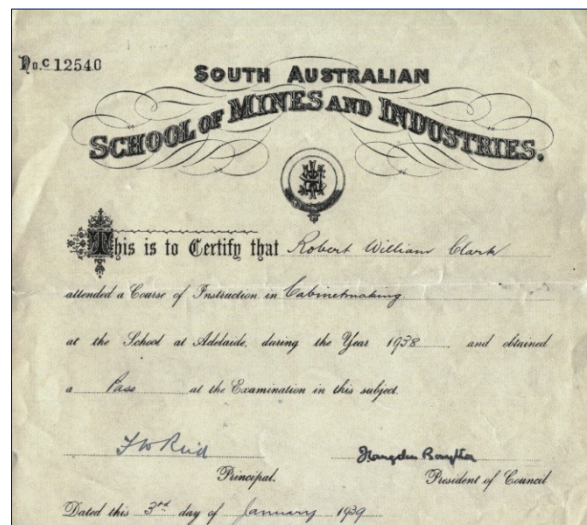 No. C 12540
SOUTH AUSTRALIAN
SCHOOL OF MINES AND INDUSTRIES.
This is to Certify that Robert William Clark
attended a Course of Instruction in Cabinetmaking
at the School at Adelaide, during the Year 1938 and obtained
a Pass at the Examination in this subject.
F W Reid
Principal. President of Council
Dated this 3rd day of January 1939